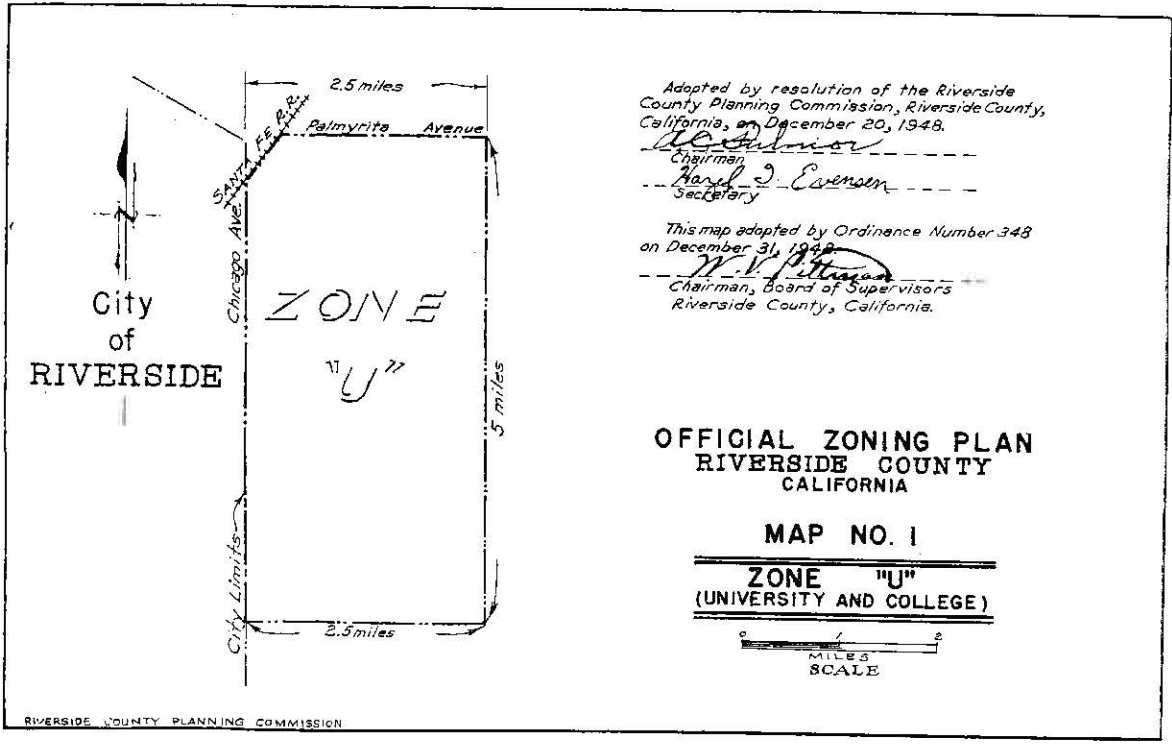 2.5 miles
SANTA FE R.R.
Palmyrita Avenue
Chicago Ave.
City
of
RIVERSIDE
ZONE
"U"
5 miles
City Limits
2.5 miles
RIVERSIDE COUNTY PLANNING COMMISSION
Adopted by resolution of the Riverside
County Planning Commission, Riverside County,
California, on December 20, 1948.
Chairman
Hazel I. Evensen
Secretary
This map adopted by Ordinance Number 348
on December 31, 1948
W. V. Pittman
Chairman, Board of Supervisors
Riverside County, California.
OFFICIAL ZONING PLAN
RIVERSIDE COUNTY
CALIFORNIA
MAP NO. 1
ZONE "U"
(UNIVERSITY AND COLLEGE)
0 1 2
MILES
SCALE